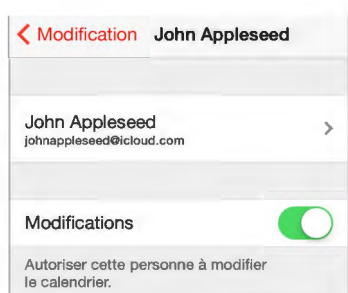 Modification John Appleseed
John Appleseed
johnappleseed@icloud.com
Modifications
Autoriser cette personne à modifier
le calendrier.